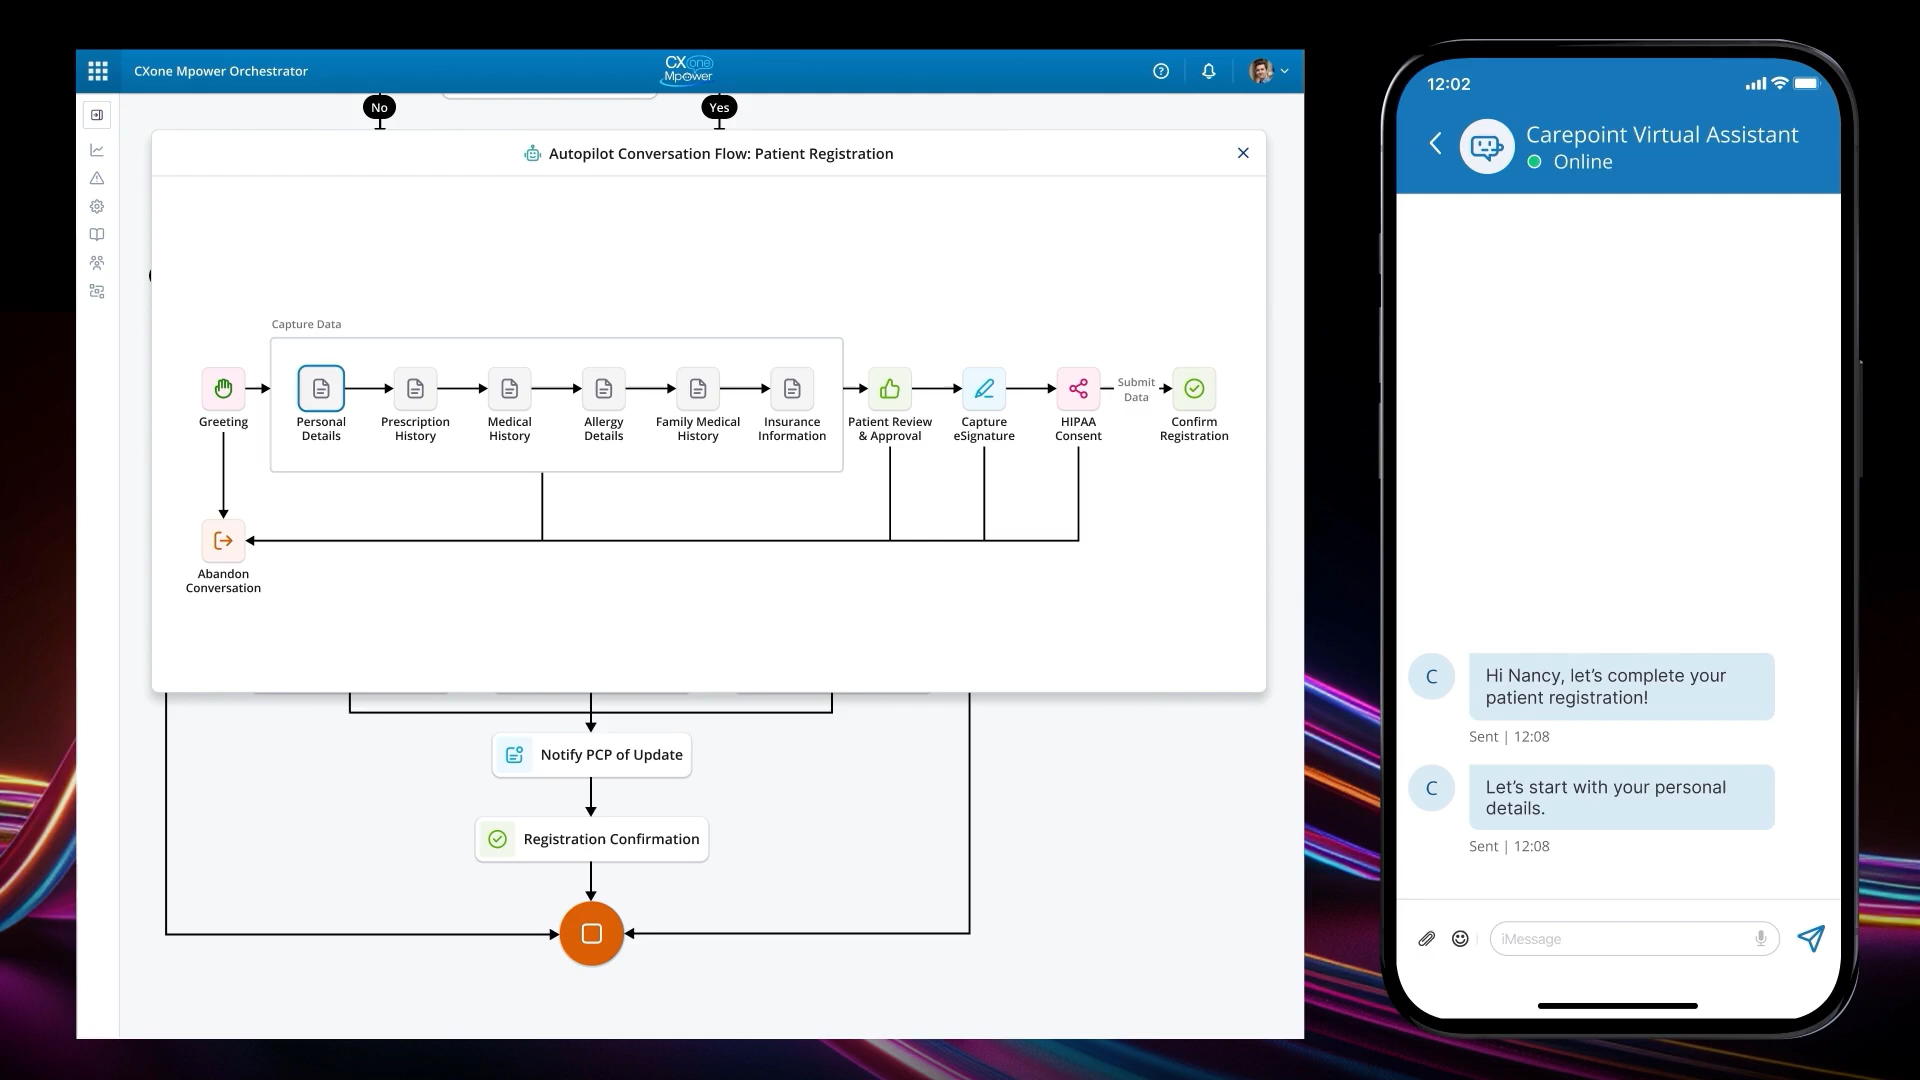 CXone Mpower Orchestrator
CXone
Mpower
No
Yes
Autopilot Conversation Flow: Patient Registration
Capture Data
Greeting
Personal
Details
Prescription
History
Medical
History
Allergy
Details
Family Medical
History
Insurance
Information
Patient Review
& Approval
Capture
eSignature
HIPAA
Consent
Submit
Data
Confirm
Registration
Abandon
Conversation
Notify PCP of Update
Registration Confirmation
12:02
Carepoint Virtual Assistant
Online
C
Hi Nancy, let’s complete your
patient registration!
Sent | 12:08
C
Let’s start with your personal
details.
Sent | 12:08
iMessage